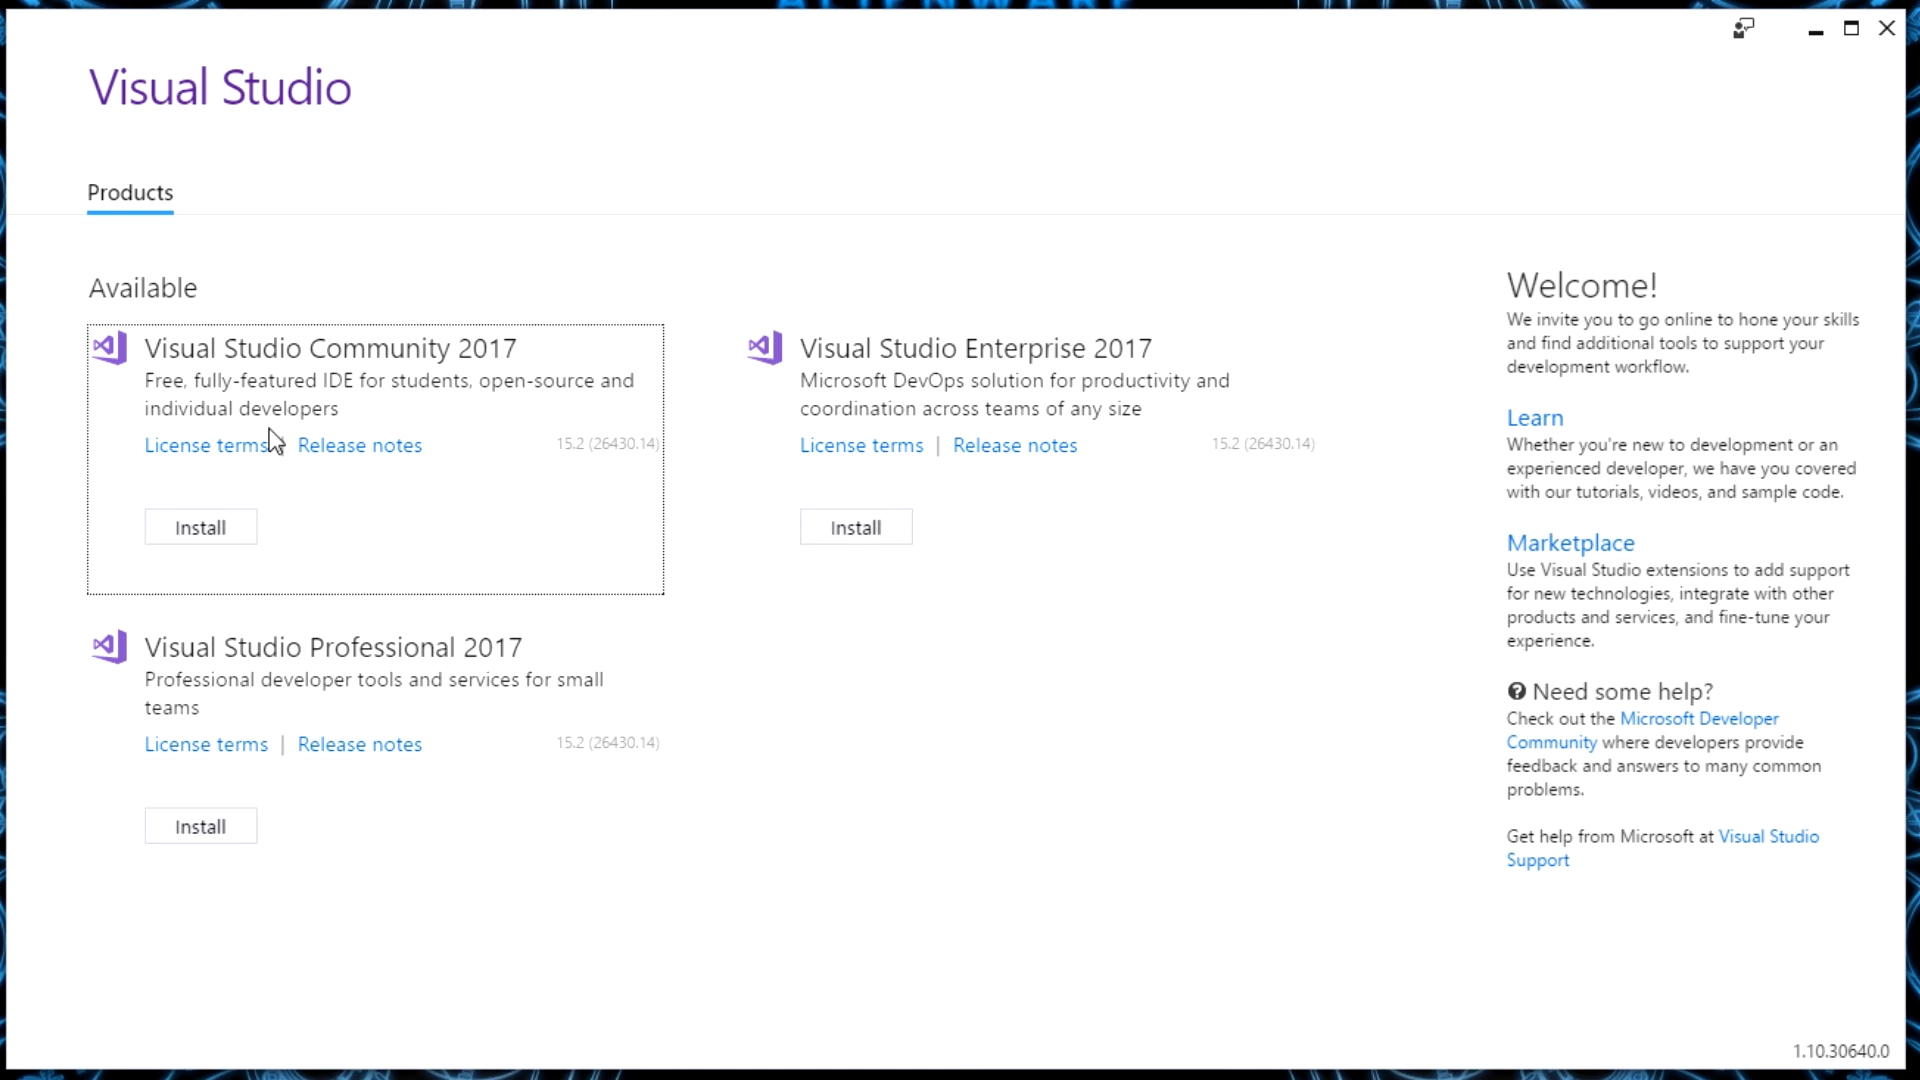 ALIENWARE
Visual Studio
Products
Available
Visual Studio Community 2017
Free, fully-featured IDE for students, open-source and
individual developers
License terms | Release notes 15.2 (26430.14)
Install
Visual Studio Enterprise 2017
Microsoft DevOps solution for productivity and
coordination across teams of any size
License terms | Release notes 15.2 (26430.14)
Install
Visual Studio Professional 2017
Professional developer tools and services for small
teams
License terms | Release notes 15.2 (26430.14)
Install
Welcome!
We invite you to go online to hone your skills
and find additional tools to support your
development workflow.
Learn
Whether you're new to development or an
experienced developer, we have you covered
with our tutorials, videos, and sample code.
Marketplace
Use Visual Studio extensions to add support
for new technologies, integrate with other
products and services, and fine-tune your
experience.
Need some help?
Check out the Microsoft Developer
Community where developers provide
feedback and answers to many common
problems.
Get help from Microsoft at Visual Studio
Support
1.10.30640.0